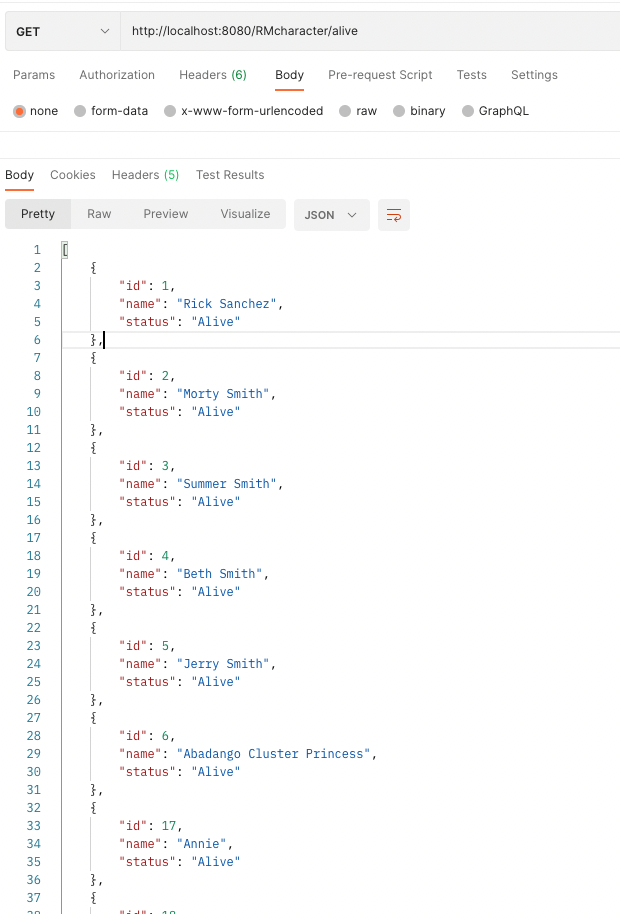 GET http://localhost:8080/RMcharacter/alive
Params Authorization Headers (6) Body Pre-request Script Tests Settings
none form-data x-www-form-urlencoded raw binary GraphQL
Body Cookies Headers (5) Test Results
Pretty Raw Preview Visualize JSON
1 [
2 {
3 "id": 1,
4 "name": "Rick Sanchez",
5 "status": "Alive"
6 },
7 {
8 "id": 2,
9 "name": "Morty Smith",
10 "status": "Alive"
11 },
12 {
13 "id": 3,
14 "name": "Summer Smith",
15 "status": "Alive"
16 },
17 {
18 "id": 4,
19 "name": "Beth Smith",
20 "status": "Alive"
21 },
22 {
23 "id": 5,
24 "name": "Jerry Smith",
25 "status": "Alive"
26 },
27 {
28 "id": 6,
29 "name": "Abadango Cluster Princess",
30 "status": "Alive"
31 },
32 {
33 "id": 17,
34 "name": "Annie",
35 "status": "Alive"
36 },
37 {
38 "id": 18,